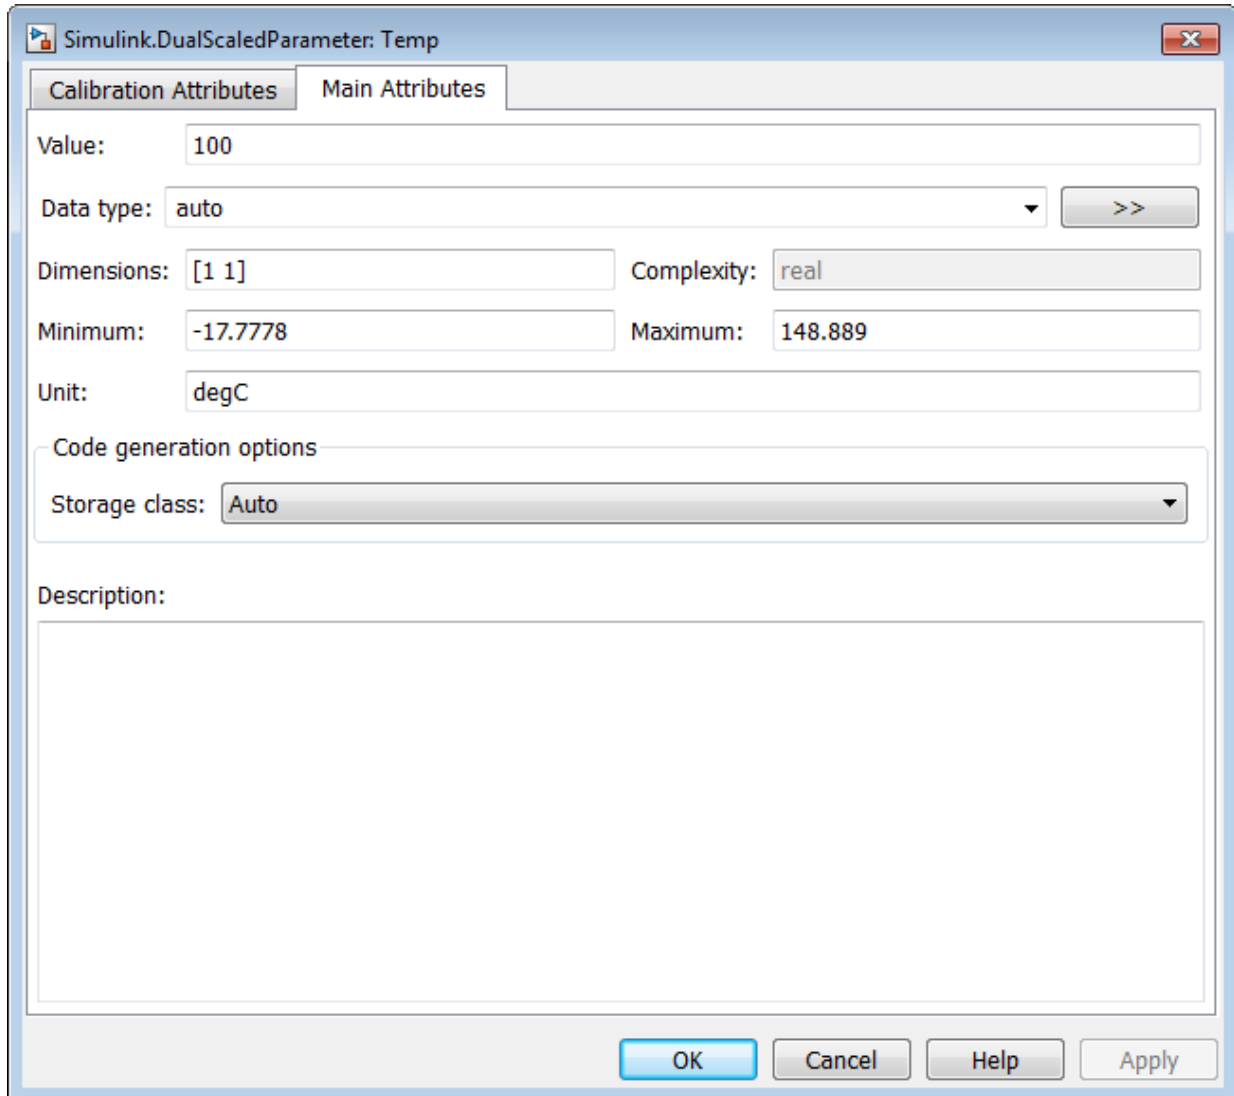 Simulink.DualScaledParameter: Temp
Calibration Attributes Main Attributes
Value: 100
Data type: auto >>
Dimensions: [1 1] Complexity: real
Minimum: -17.7778 Maximum: 148.889
Unit: degC
Code generation options
Storage class: Auto
Description:
OK Cancel Help Apply